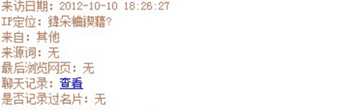 来访日期: 2012-10-10 18:26:27
IP定位:
来自: 其他
来源词: 无
最后浏览网页: 无
聊天记录: 查看
是否记录过名片: 无